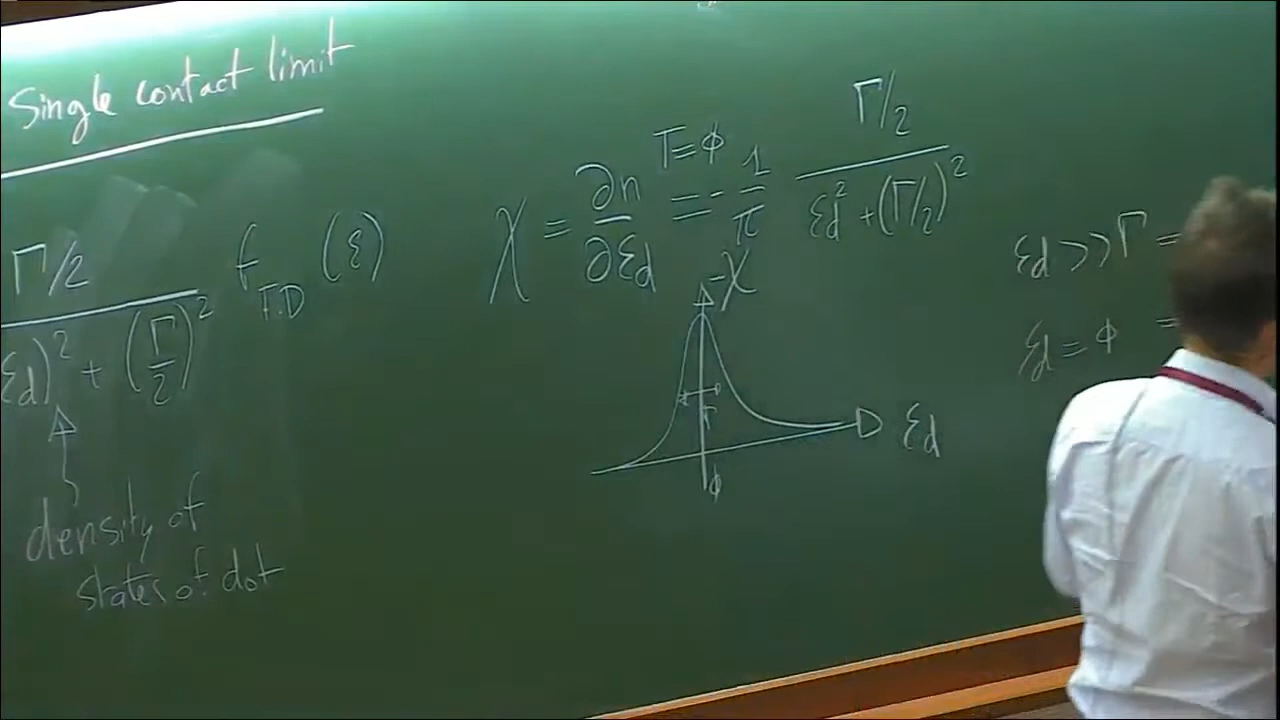 Single contact limit
Γ/2
εd)² + (Γ/2)²
f F.D (ε)
density of
states of dot
χ = ∂n/∂εd = T=ϕ -1/π Γ/2 / εd² + (Γ/2)²
-χ
Γ
εd
ϕ
εd >> Γ =
εd = ϕ =